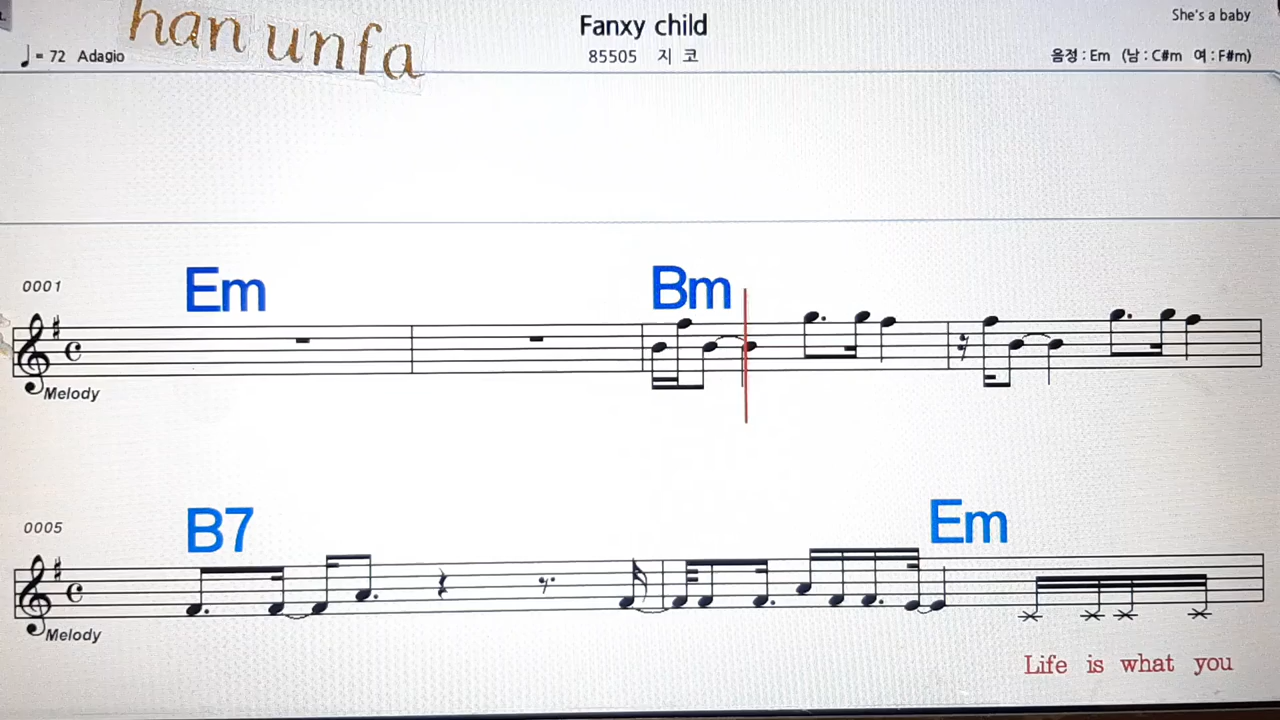 han unfa
Fanxy child
She's a baby
♩= 72 Adagio
85505 지 코
음정 : Em (남 : C#m 여 : F#m)
0001
Em
Bm
Melody
0005
B7
Em
Melody
Life is what you